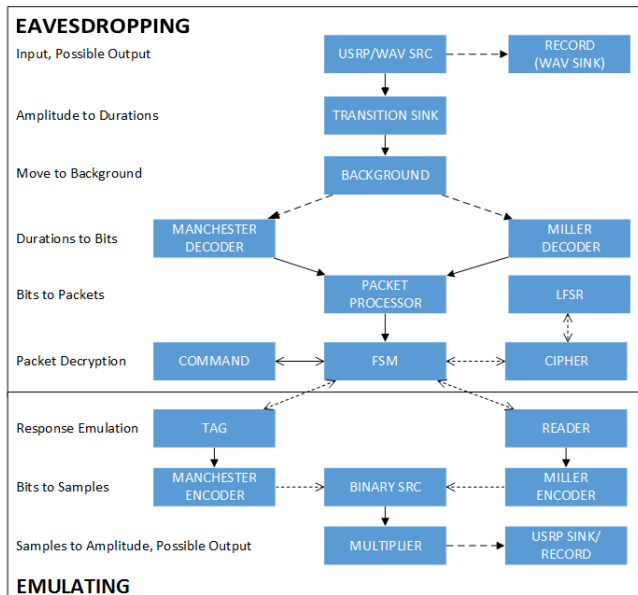 EAVESDROPPING
Input, Possible Output
USRP/WAV SRC
RECORD
(WAV SINK)
Amplitude to Durations
TRANSITION SINK
Move to Background
BACKGROUND
Durations to Bits
MANCHESTER
DECODER
MILLER
DECODER
Bits to Packets
PACKET
PROCESSOR
LFSR
Packet Decryption
COMMAND
FSM
CIPHER
Response Emulation
TAG
READER
Bits to Samples
MANCHESTER
ENCODER
BINARY SRC
MILLER
ENCODER
Samples to Amplitude, Possible Output
MULTIPLIER
USRP SINK/
RECORD
EMULATING